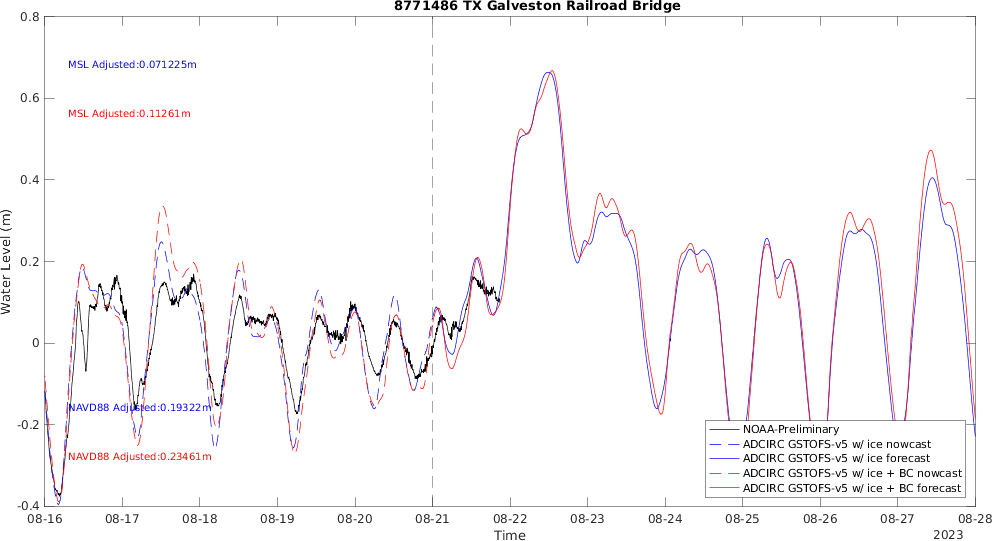 8771486 TX Galveston Railroad Bridge
0.8
0.6
0.4
0.2
0
-0.2
-0.4
Water Level (m)
MSL Adjusted:0.071225m
MSL Adjusted:0.11261m
NAVD88 Adjusted:0.19322m
NAVD88 Adjusted:0.23461m
NOAA-Preliminary
ADCIRC GSTOFS-v5 w/ ice nowcast
ADCIRC GSTOFS-v5 w/ ice forecast
ADCIRC GSTOFS-v5 w/ ice + BC nowcast
ADCIRC GSTOFS-v5 w/ ice + BC forecast
08-16 08-17 08-18 08-19 08-20 08-21 08-22 08-23 08-24 08-25 08-26 08-27 08-28
Time
2023